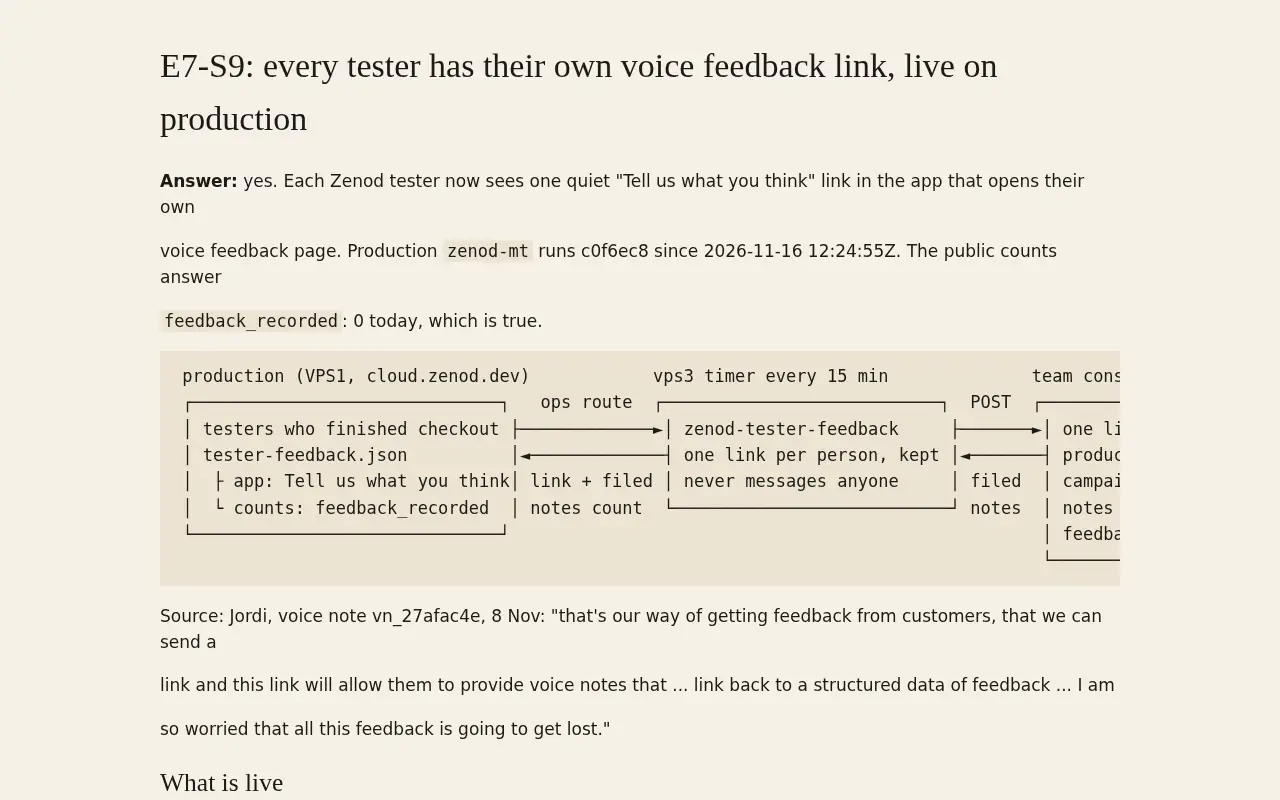 E7-S9: every tester has their own voice feedback link, live on
production
Answer: yes. Each Zenod tester now sees one quiet "Tell us what you think" link in the app that opens their
own
voice feedback page. Production zenod-mt runs c0f6ec8 since 2026-11-16 12:24:55Z. The public counts
answer
feedback_recorded: 0 today, which is true.
production (VPS1, cloud.zenod.dev) vps3 timer every 15 min team cons
ops route POST
testers who finished checkout zenod-tester-feedback one li
tester-feedback.json one link per person, kept produc
├ app: Tell us what you think link + filed never messages anyone filed campai
└ counts: feedback_recorded notes count notes notes
feedba
Source: Jordi, voice note vn_27afac4e, 8 Nov: "that's our way of getting feedback from customers, that we can
send a
link and this link will allow them to provide voice notes that ... link back to a structured data of feedback ... I am
so worried that all this feedback is going to get lost."
What is live